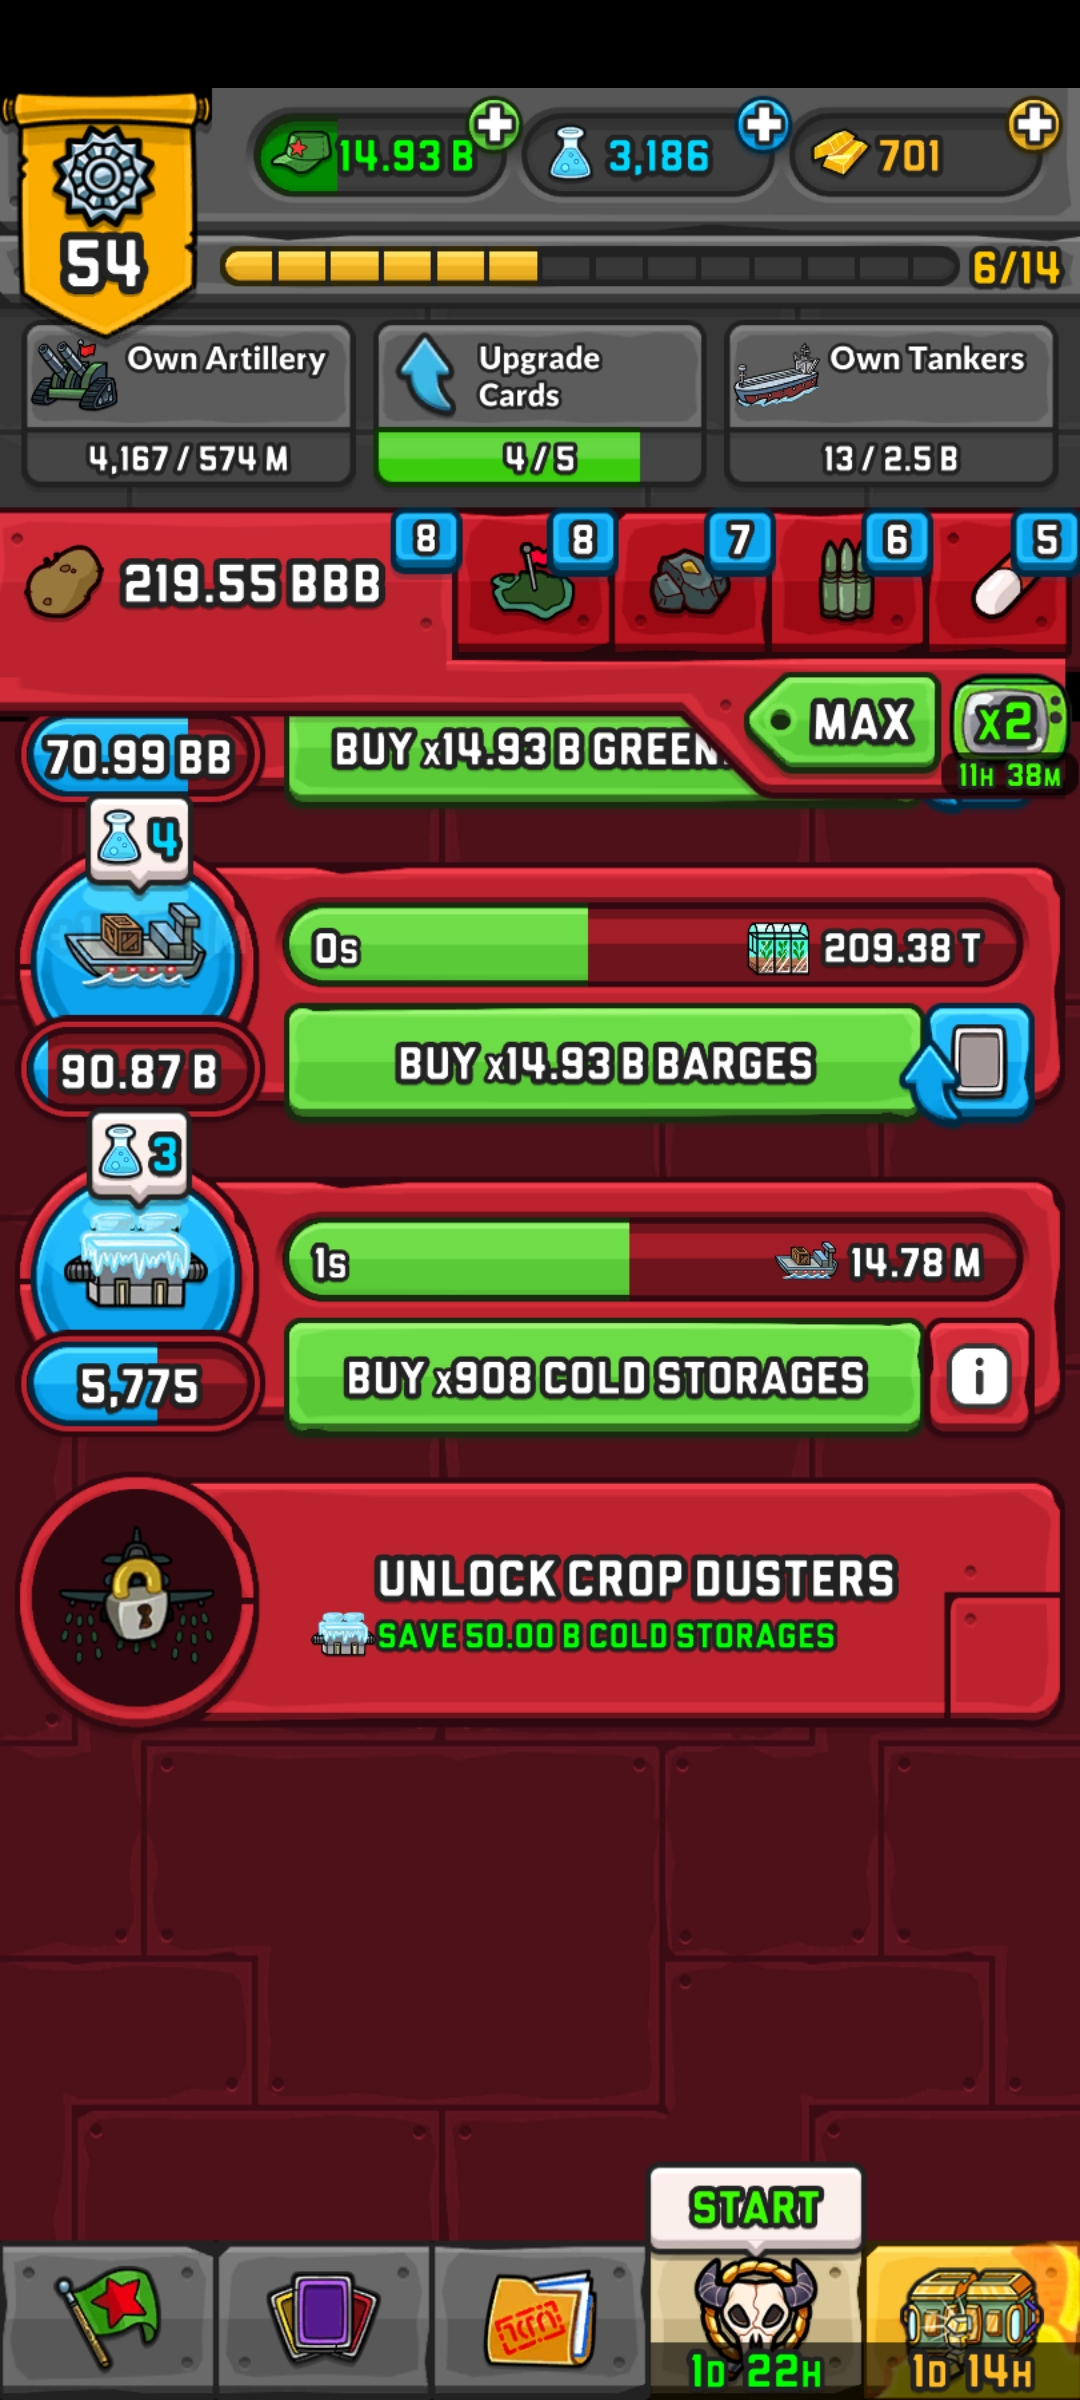 14.93 B
3,186
701
54
6/14
Own Artillery
4,167 / 574 M
Upgrade
Cards
4 / 5
Own Tankers
13 / 2.5 B
219.55 BBB
8
8
7
6
5
MAX
x2
11H 38M
70.99 BB
BUY x14.93 B GREEN
4
0s
209.38 T
90.87 B
BUY x14.93 B BARGES
3
1s
14.78 M
5,775
BUY x908 COLD STORAGES
i
UNLOCK CROP DUSTERS
SAVE 50.00 B COLD STORAGES
START
1D 22H
1D 14H